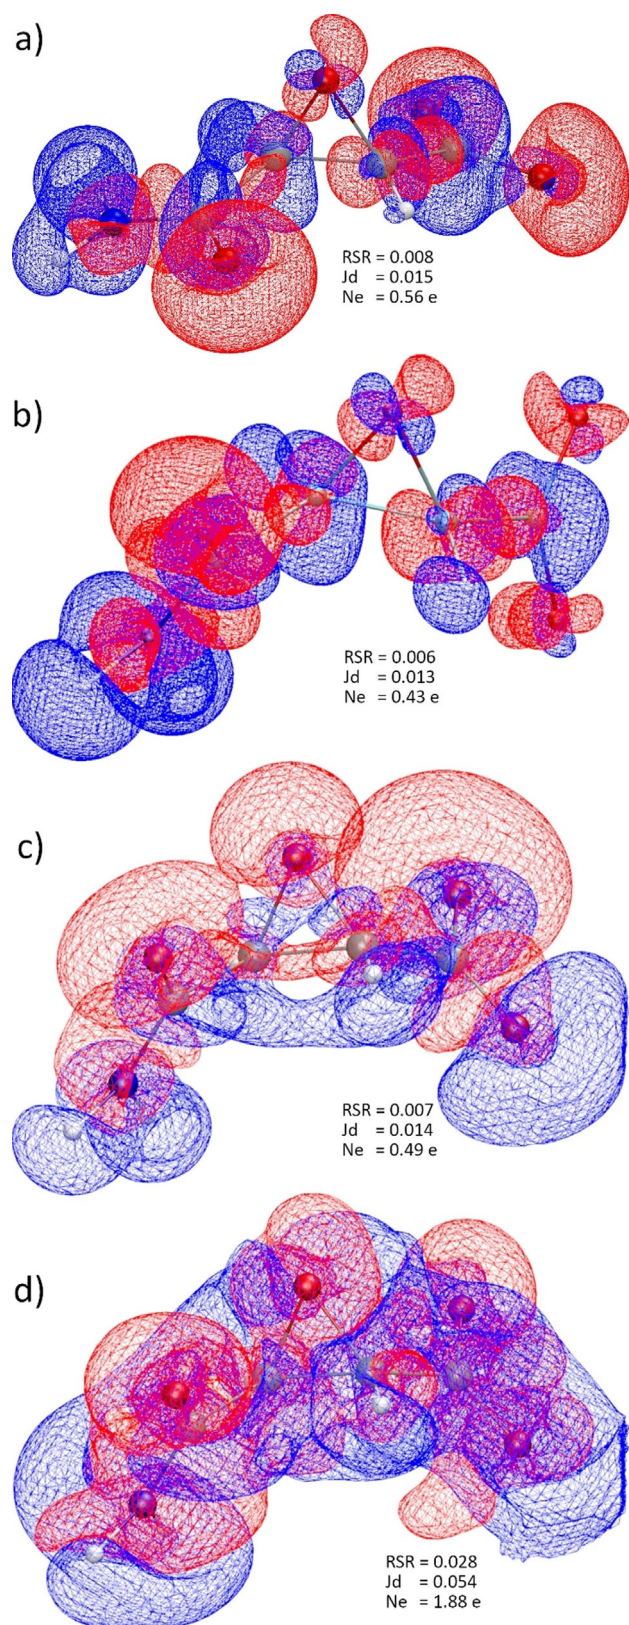 a)
RSR = 0.008
Jd = 0.015
Ne = 0.56 e
b)
RSR = 0.006
Jd = 0.013
Ne = 0.43 e
c)
RSR = 0.007
Jd = 0.014
Ne = 0.49 e
d)
RSR = 0.028
Jd = 0.054
Ne = 1.88 e